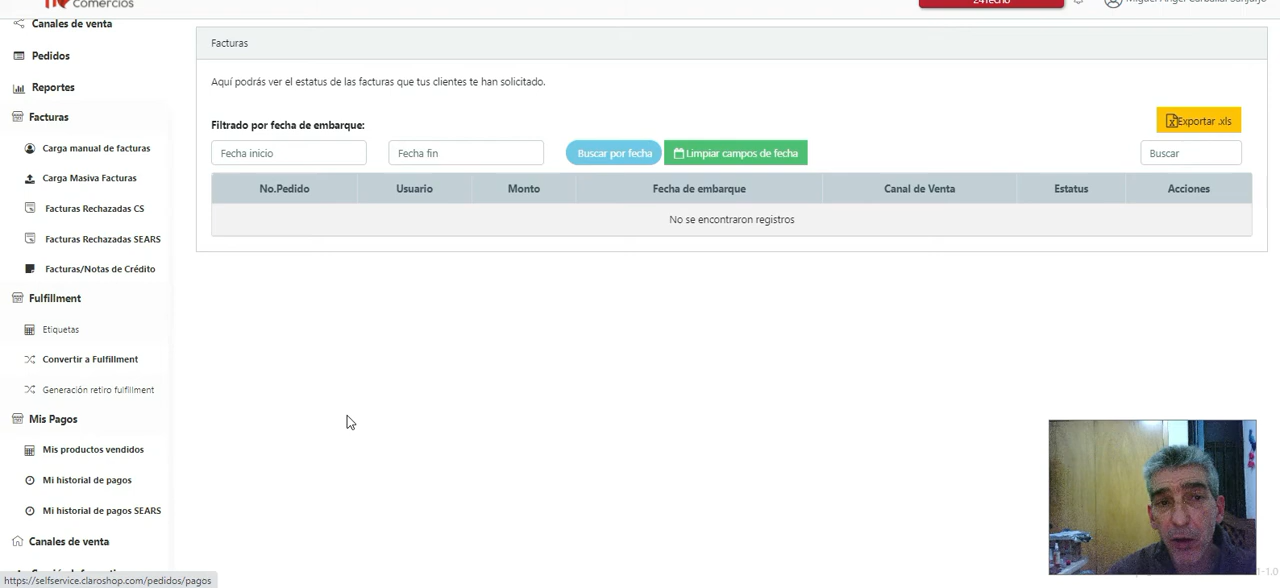 comercios
Canales de venta
Pedidos
Reportes
Facturas
Carga manual de facturas
Carga Masiva Facturas
Facturas Rechazadas CS
Facturas Rechazadas SEARS
Facturas/Notas de Crédito
Fulfillment
Etiquetas
Convertir a Fulfillment
Generación retiro fulfillment
Mis Pagos
Mis productos vendidos
Mi historial de pagos
Mi historial de pagos SEARS
Canales de venta
https://selfservice.claroshop.com/pedidos/pagos
Facturas
Aquí podrás ver el estatus de las facturas que tus clientes te han solicitado.
Exportar .xls
Filtrado por fecha de embarque:
Fecha inicio Fecha fin Buscar por fecha Limpiar campos de fecha Buscar
No.Pedido Usuario Monto Fecha de embarque Canal de Venta Estatus Acciones
No se encontraron registros